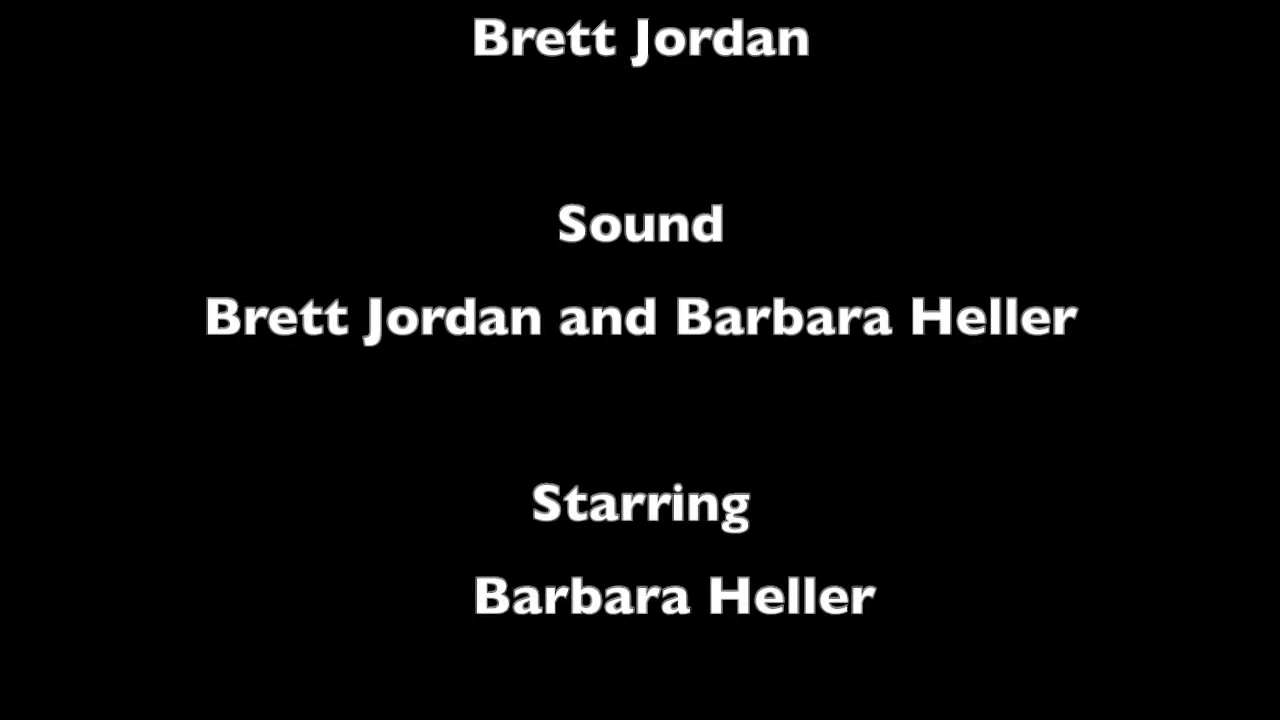 Brett Jordan
Sound
Brett Jordan and Barbara Heller
Starring
Barbara Heller